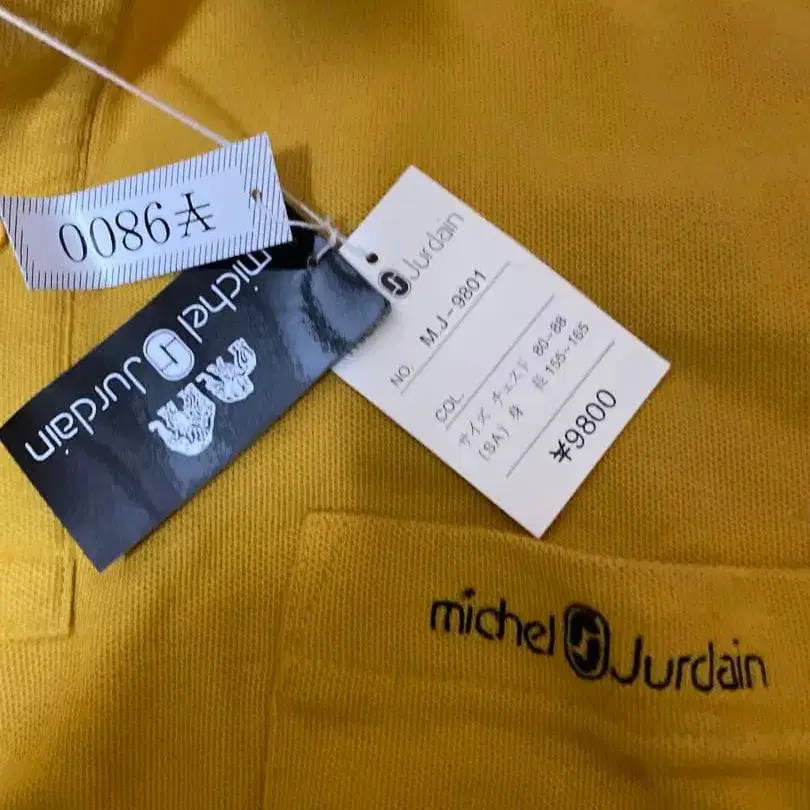 ¥9800
michel Jurdain
Jurdain
NO. M.J-9801
COL.
サイズ チェスト 80~88
(SA) 身 長 155~165
¥9800
michel Jurdain